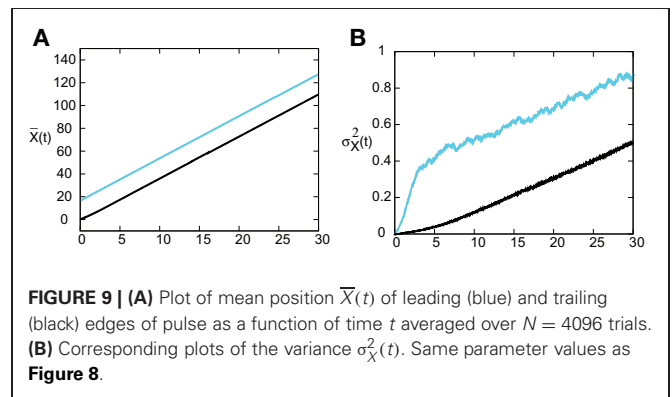 A
B
140
120
100
80
60
40
20
0
X̄(t)
0 5 10 15 20 25 30
1
0.8
0.6
0.4
0.2
0
σ²X̄(t)
0 5 10 15 20 25 30
FIGURE 9 | (A) Plot of mean position X̄(t) of leading (blue) and trailing
(black) edges of pulse as a function of time t averaged over N = 4096 trials.
(B) Corresponding plots of the variance σ²X(t). Same parameter values as
Figure 8.